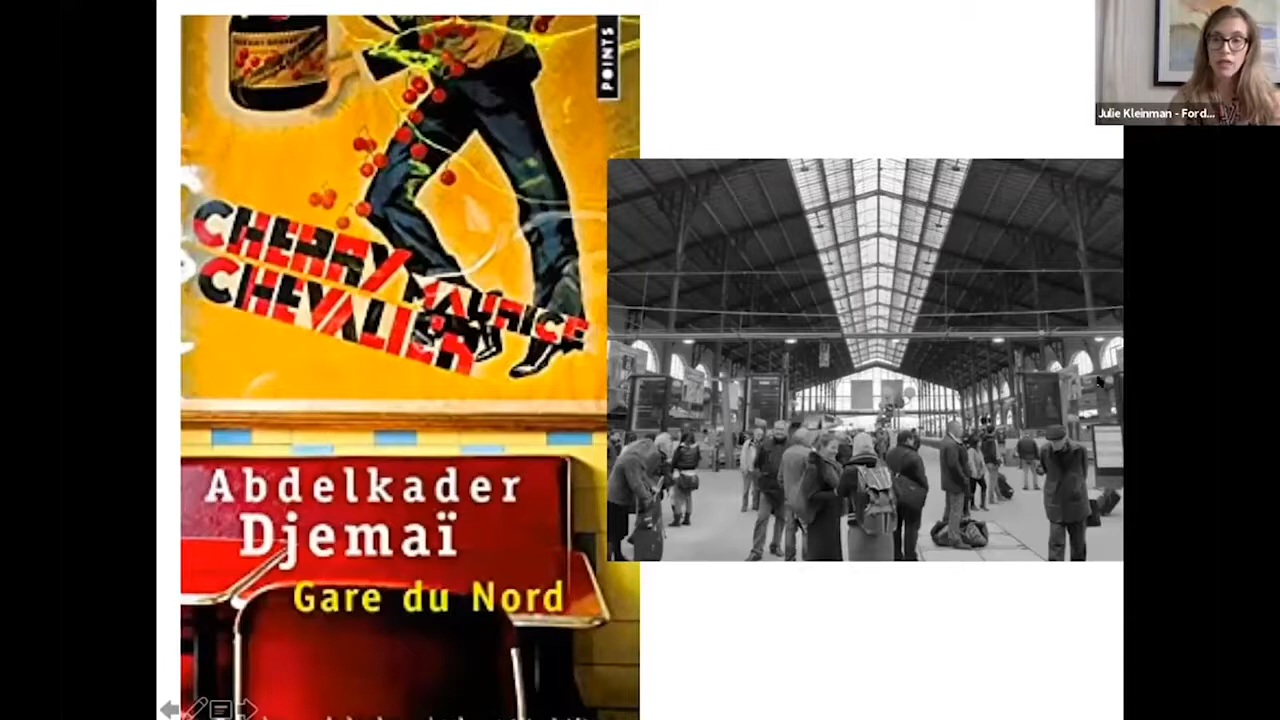 POINTS
CHERRY MAURICE
CHEVALIER
Abdelkader
Djemaï
Gare du Nord
Julie Kleinman - Ford...